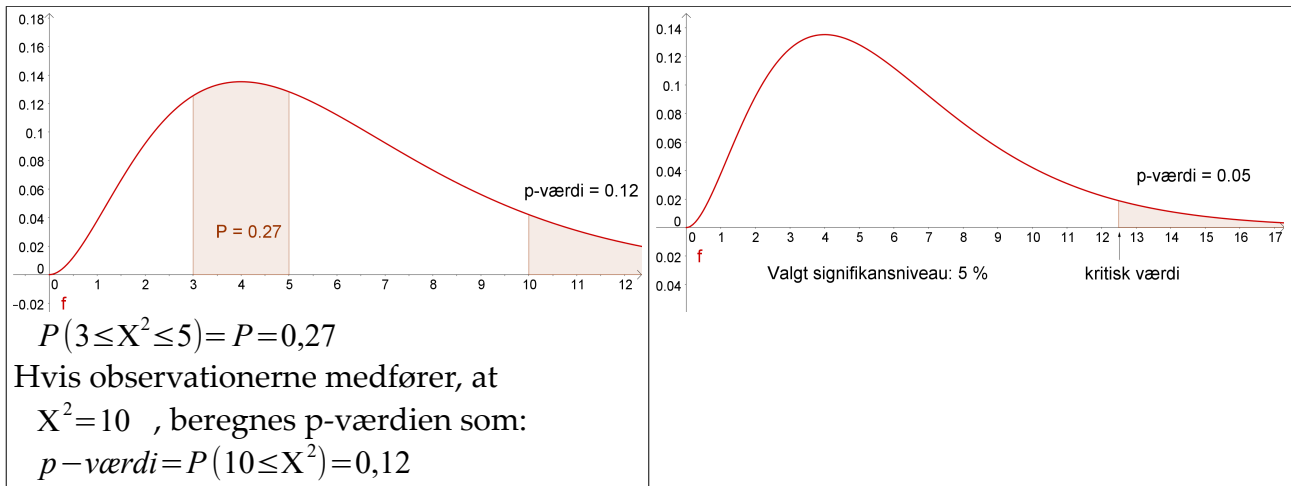 0.18
0.16
0.14
0.12
0.1
0.08
0.06
0.04
0.02
0
−0.02
0 1 2 3 4 5 6 7 8 9 10 11 12
f
P = 0.27
p-værdi = 0.12
P(3≤X²≤5)=P=0,27
Hvis observationerne medfører, at
X²=10 , beregnes p-værdien som:
p−værdi=P(10≤X²)=0,12
0.14
0.12
0.1
0.08
0.06
0.04
0.02
0
0.02
0.04
0 1 2 3 4 5 6 7 8 9 10 11 12 13 14 15 16 17
f
p-værdi = 0.05
Valgt signifikansniveau: 5 %
kritisk værdi